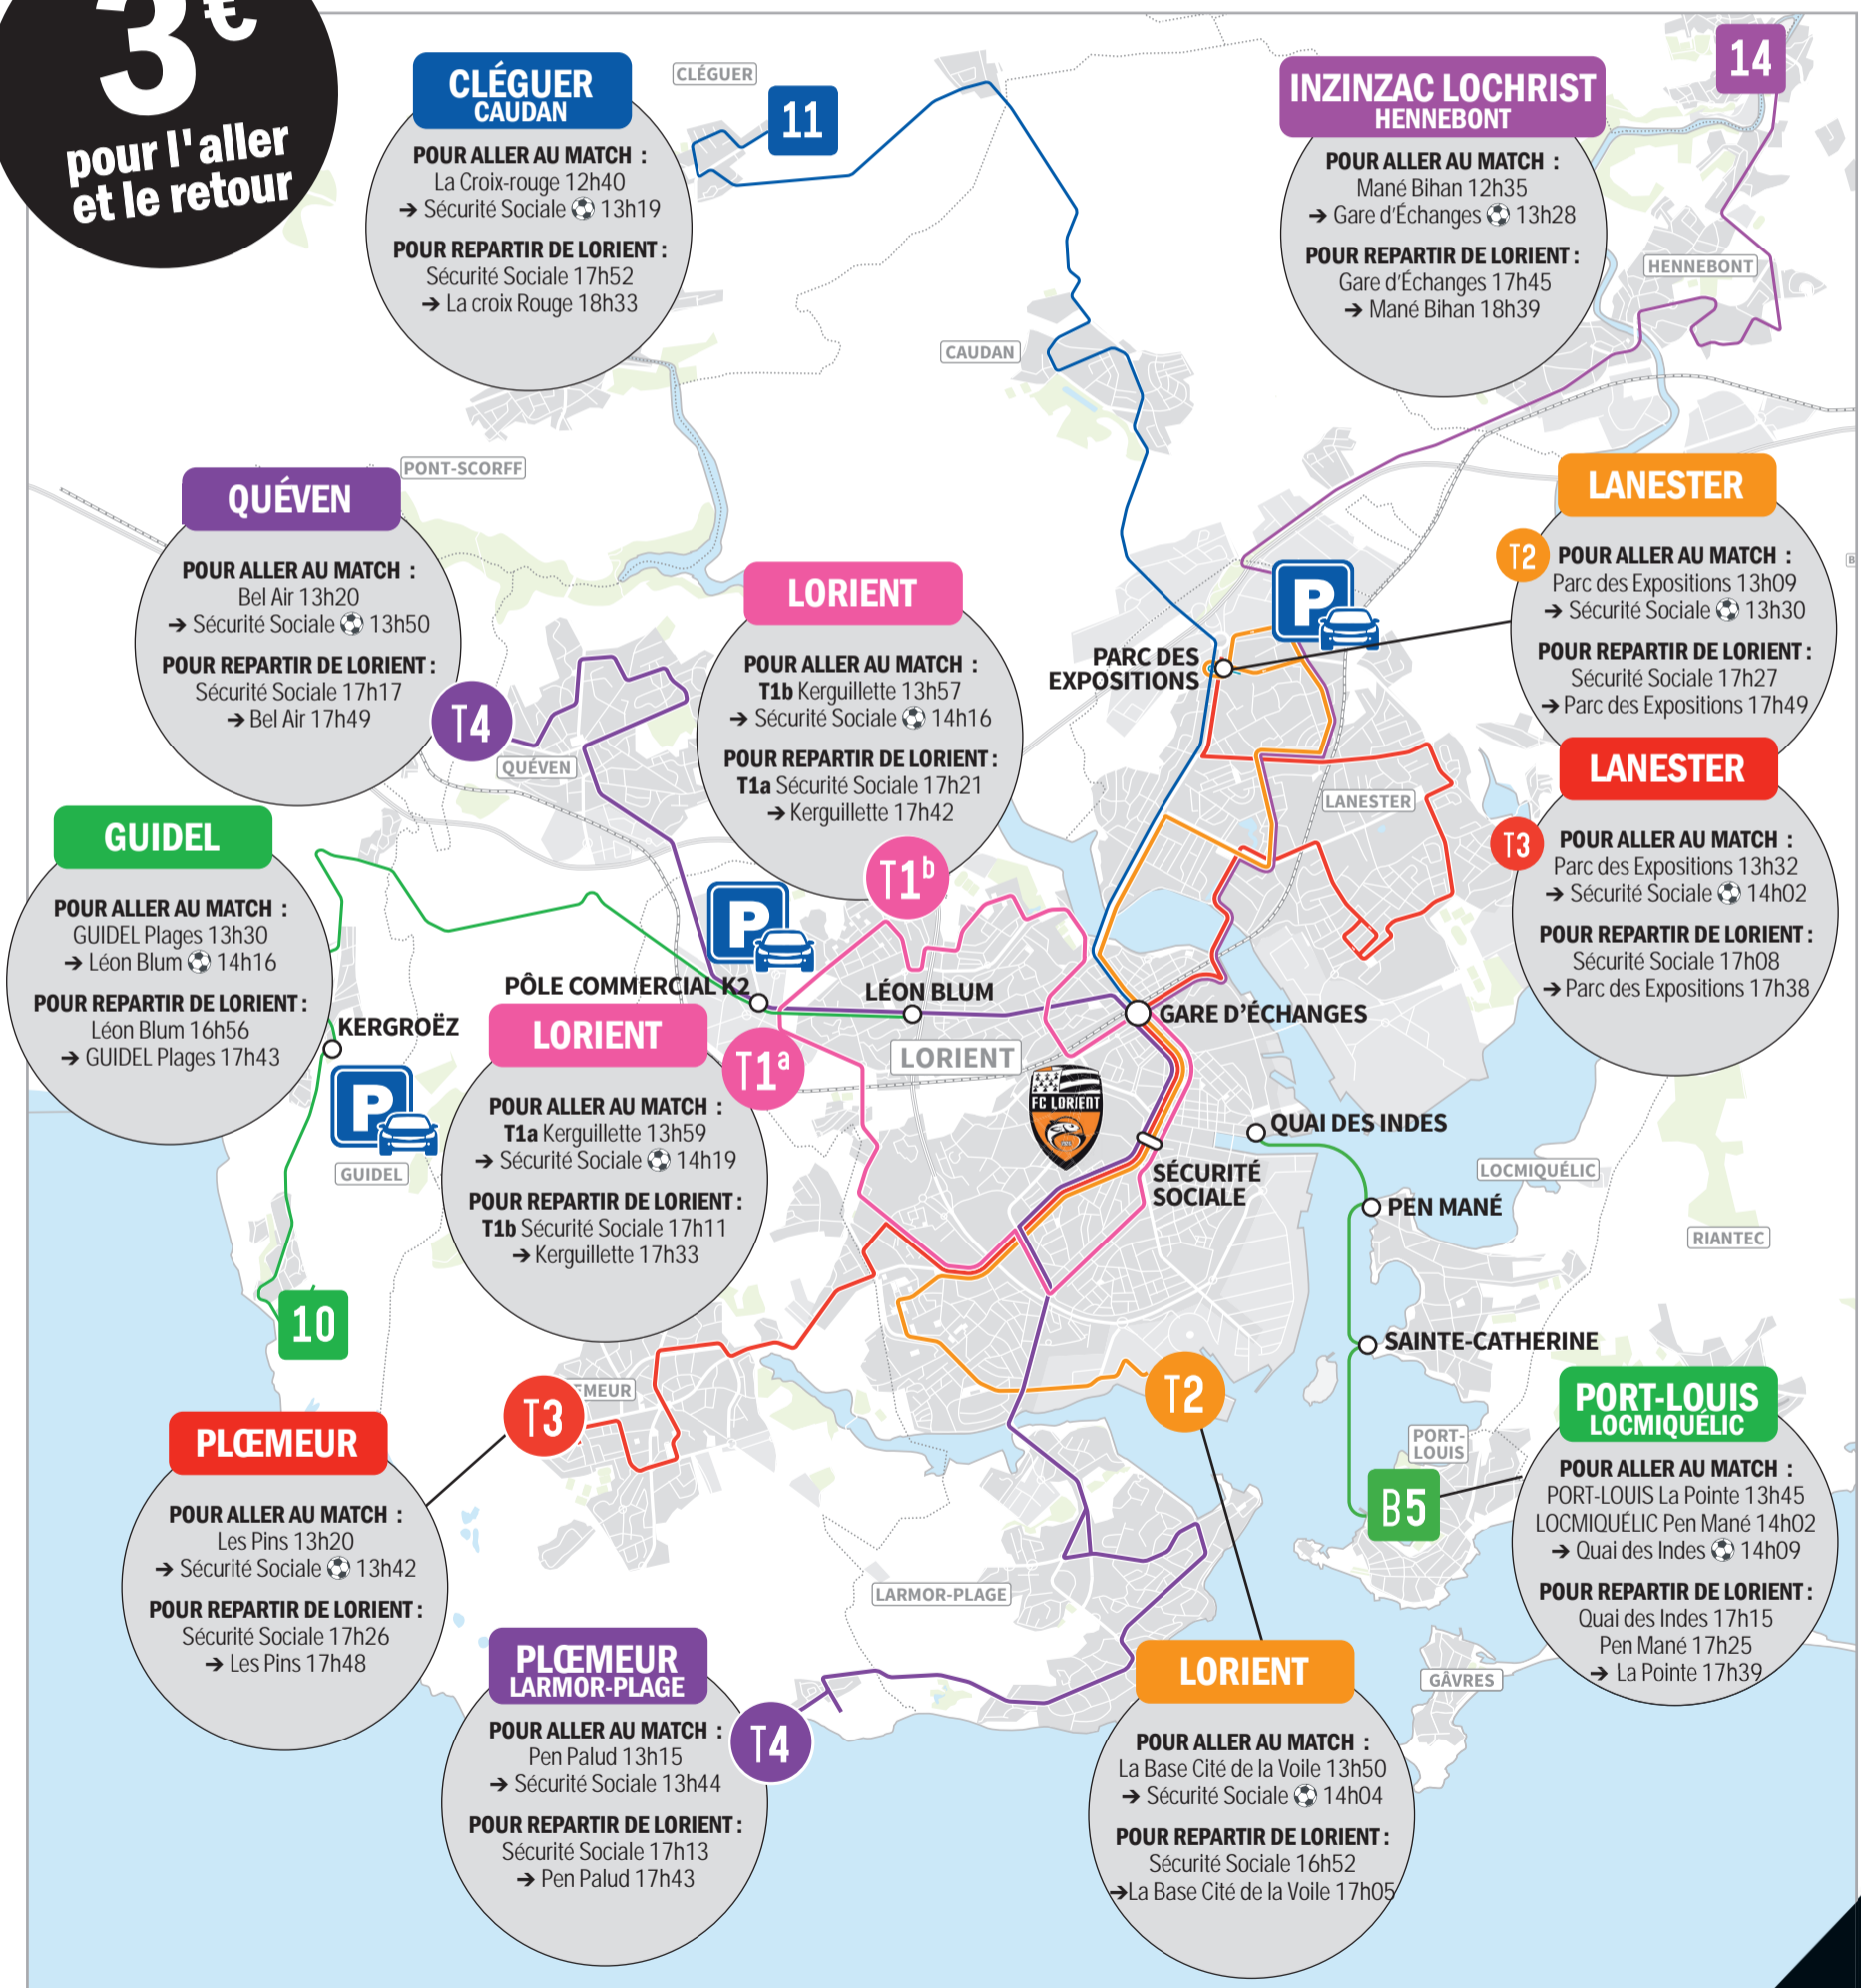 3€
pour l'aller
et le retour
CLÉGUER
CAUDAN
POUR ALLER AU MATCH :
La Croix-rouge 12h40
➔ Sécurité Sociale ⚽ 13h19
POUR REPARTIR DE LORIENT :
Sécurité Sociale 17h52
➔ La croix Rouge 18h33
CLÉGUER
11
INZINZAC LOCHRIST
HENNEBONT
POUR ALLER AU MATCH :
Mané Bihan 12h35
➔ Gare d'Échanges ⚽ 13h28
POUR REPARTIR DE LORIENT :
Gare d'Échanges 17h45
➔ Mané Bihan 18h39
14
HENNEBONT
CAUDAN
PONT-SCORFF
QUÉVEN
POUR ALLER AU MATCH :
Bel Air 13h20
➔ Sécurité Sociale ⚽ 13h50
POUR REPARTIR DE LORIENT :
Sécurité Sociale 17h17
➔ Bel Air 17h49
T4
QUÉVEN
LORIENT
POUR ALLER AU MATCH :
T1b Kerguillette 13h57
➔ Sécurité Sociale ⚽ 14h16
POUR REPARTIR DE LORIENT :
T1a Sécurité Sociale 17h21
➔ Kerguillette 17h42
T1b
P
PARC DES
EXPOSITIONS
LANESTER
T2
POUR ALLER AU MATCH :
Parc des Expositions 13h09
➔ Sécurité Sociale ⚽ 13h30
POUR REPARTIR DE LORIENT :
Sécurité Sociale 17h27
➔ Parc des Expositions 17h49
B
LANESTER
LANESTER
T3
POUR ALLER AU MATCH :
Parc des Expositions 13h32
➔ Sécurité Sociale ⚽ 14h02
POUR REPARTIR DE LORIENT :
Sécurité Sociale 17h08
➔ Parc des Expositions 17h38
GUIDEL
POUR ALLER AU MATCH :
GUIDEL Plages 13h30
➔ Léon Blum ⚽ 14h16
POUR REPARTIR DE LORIENT :
Léon Blum 16h56
➔ GUIDEL Plages 17h43
KERGROËZ
P
GUIDEL
10
P
PÔLE COMMERCIAL K2
LÉON BLUM
GARE D'ÉCHANGES
LORIENT
LORIENT
T1a
POUR ALLER AU MATCH :
T1a Kerguillette 13h59
➔ Sécurité Sociale ⚽ 14h19
POUR REPARTIR DE LORIENT :
T1b Sécurité Sociale 17h11
➔ Kerguillette 17h33
FC LORIENT
SÉCURITÉ
SOCIALE
QUAI DES INDES
LOCMIQUÉLIC
PEN MANÉ
RIANTEC
SAINTE-CATHERINE
PORT-LOUIS
LOCMIQUÉLIC
POUR ALLER AU MATCH :
PORT-LOUIS La Pointe 13h45
LOCMIQUÉLIC Pen Mané 14h02
➔ Quai des Indes ⚽ 14h09
POUR REPARTIR DE LORIENT :
Quai des Indes 17h15
Pen Mané 17h25
➔ La Pointe 17h39
PORT-
LOUIS
B5
GÂVRES
PLŒMEUR
POUR ALLER AU MATCH :
Les Pins 13h20
➔ Sécurité Sociale ⚽ 13h42
POUR REPARTIR DE LORIENT :
Sécurité Sociale 17h26
➔ Les Pins 17h48
T3
EMEUR
LARMOR-PLAGE
PLŒMEUR
LARMOR-PLAGE
POUR ALLER AU MATCH :
Pen Palud 13h15
➔ Sécurité Sociale 13h44
POUR REPARTIR DE LORIENT :
Sécurité Sociale 17h13
➔ Pen Palud 17h43
T4
T2
LORIENT
POUR ALLER AU MATCH :
La Base Cité de la Voile 13h50
➔ Sécurité Sociale ⚽ 14h04
POUR REPARTIR DE LORIENT :
Sécurité Sociale 16h52
➔La Base Cité de la Voile 17h05